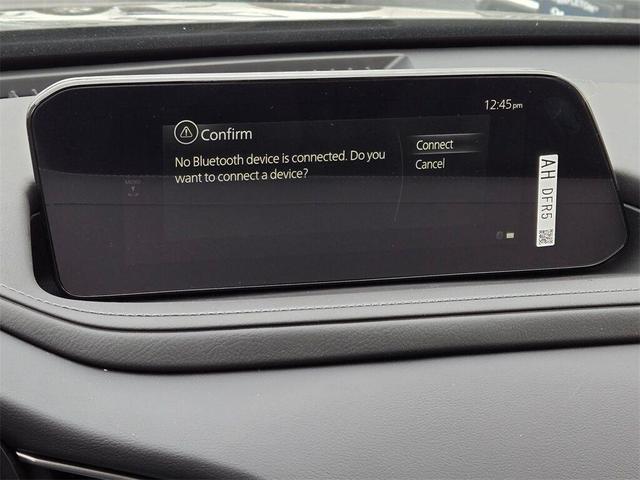 12:45pm
Confirm
No Bluetooth device is connected. Do you
want to connect a device?
Connect
Cancel
AH DFR5